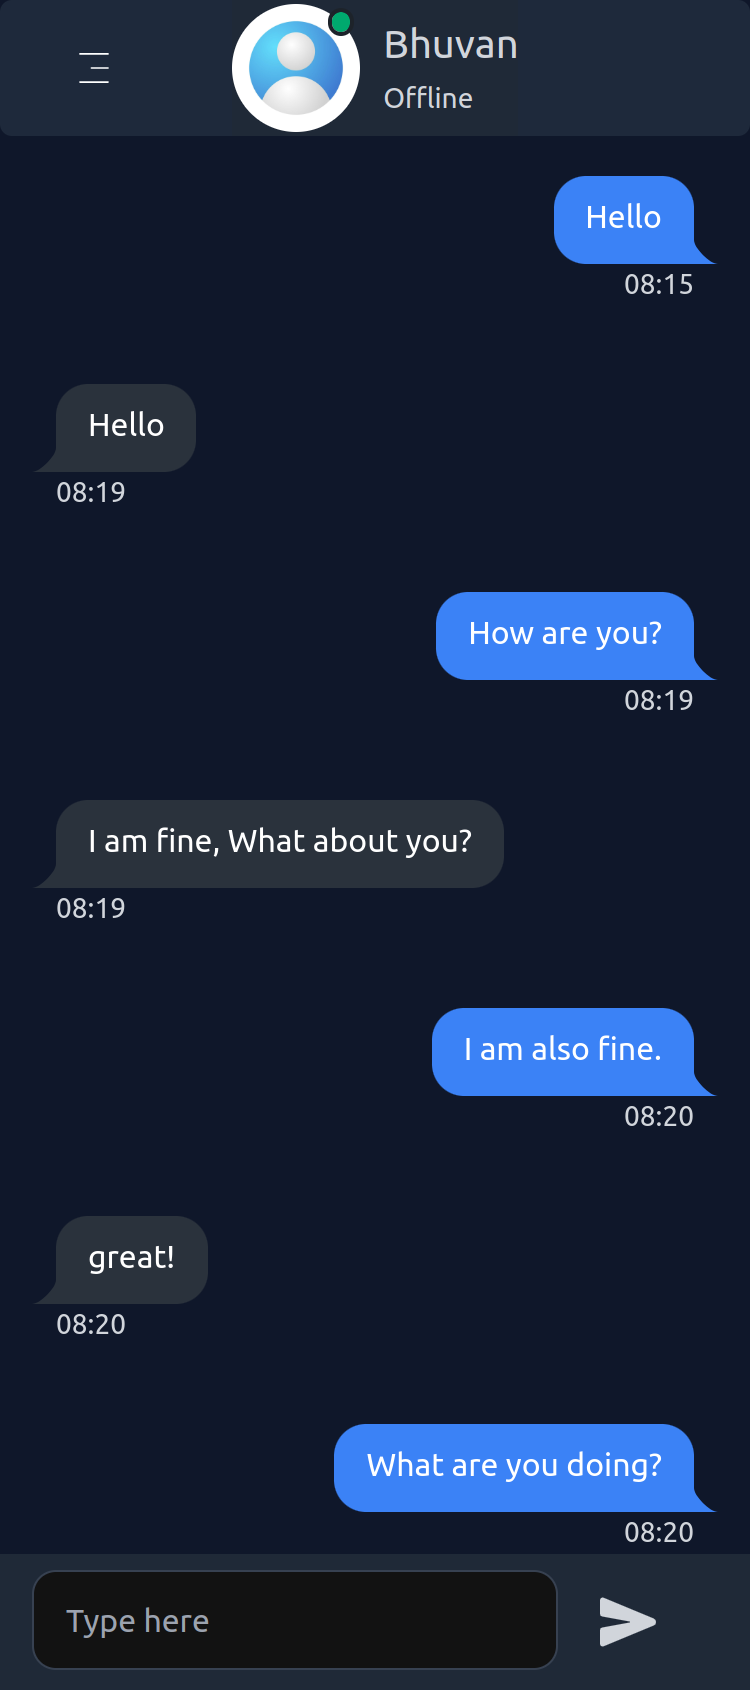 Bhuvan
Offline
Hello
08:15
Hello
08:19
How are you?
08:19
I am fine, What about you?
08:19
I am also fine.
08:20
great!
08:20
What are you doing?
08:20
Type here